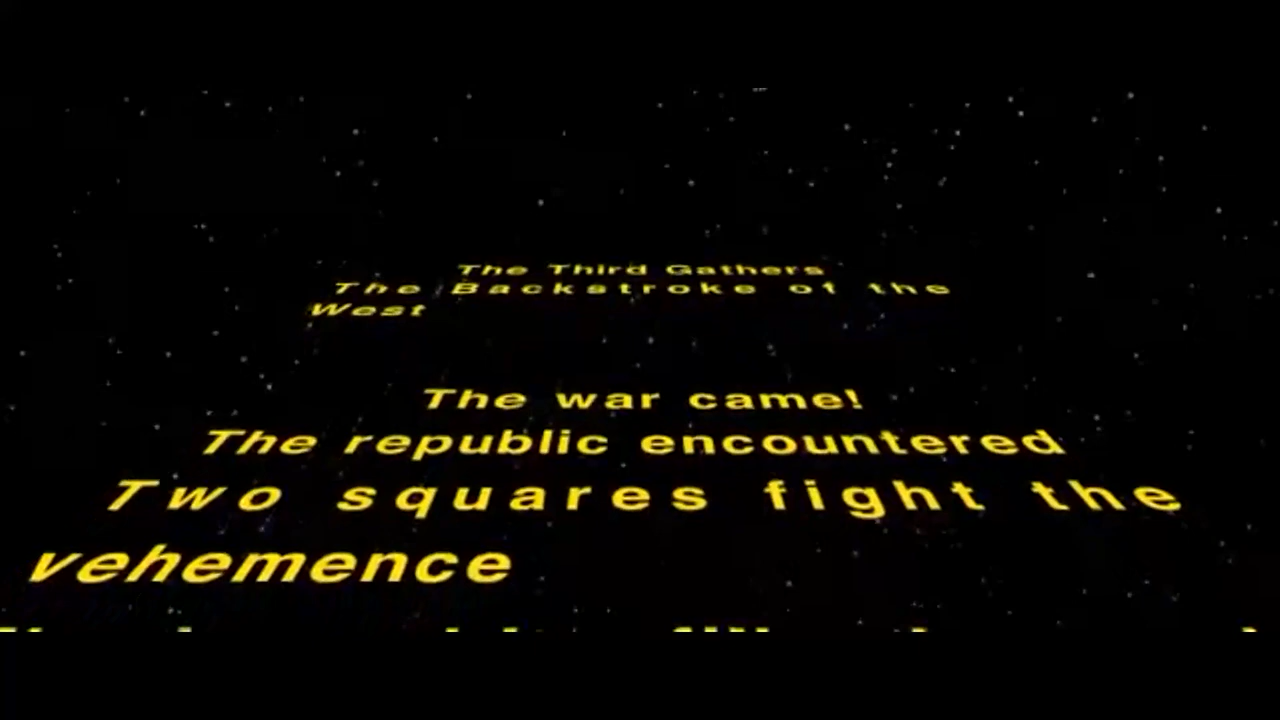 The Third Gathers
The Backstroke of the
West
The war came!
The republic encountered
Two squares fight the
vehemence